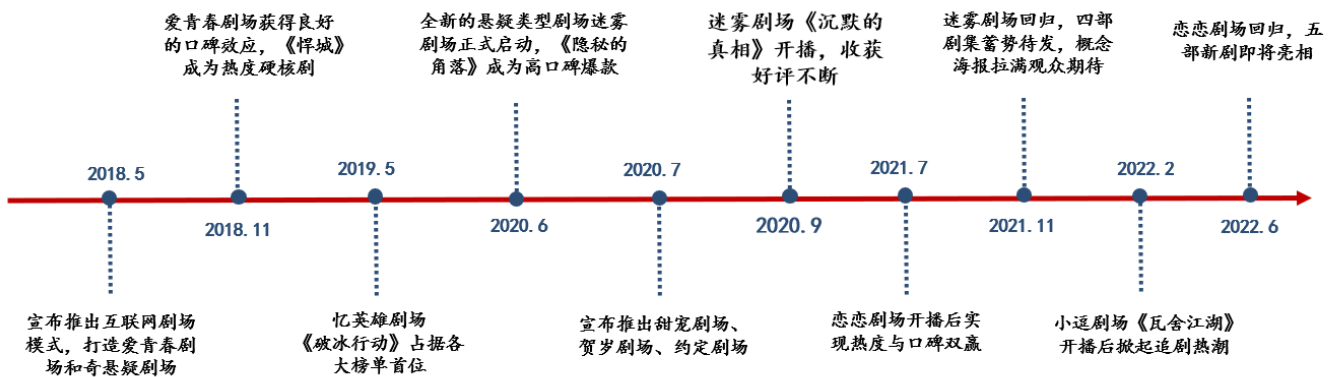 爱青春剧场获得良好
的口碑效应，《悍城》
成为热度硬核剧
全新的悬疑类型剧场迷雾
剧场正式启动，《隐秘的
角落》成为高口碑爆款
迷雾剧场《沉默的
真相》开播，收获
好评不断
迷雾剧场回归，四部
剧集蓄势待发，概念
海报拉满观众期待
恋恋剧场回归，五
部新剧即将亮相
2018.5
2018.11
2019.5
2020.6
2020.7
2020.9
2021.7
2021.11
2022.2
2022.6
宣布推出互联网剧场
模式，打造爱青春剧
场和奇悬疑剧场
忆英雄剧场
《破冰行动》占据各
大榜单首位
宣布推出甜宠剧场、
贺岁剧场、约定剧场
恋恋剧场开播后实
现热度与口碑双赢
小逗剧场《瓦舍江湖》
开播后掀起追剧热潮